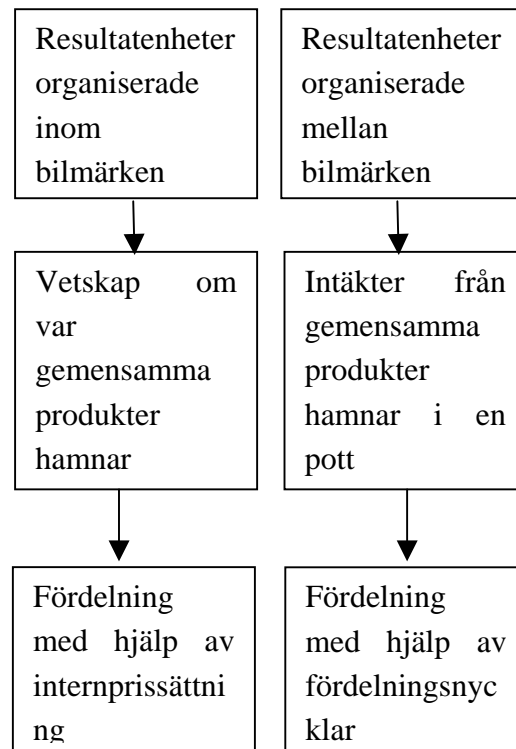 Resultatenheter
organiserade
inom
bilmärken
Vetskap om
var
gemensamma
produkter
hamnar
Fördelning
med hjälp av
internprissättni
ng
Resultatenheter
organiserade
mellan
bilmärken
Intäkter från
gemensamma
produkter
hamnar i en
pott
Fördelning
med hjälp av
fördelningsnyc
klar